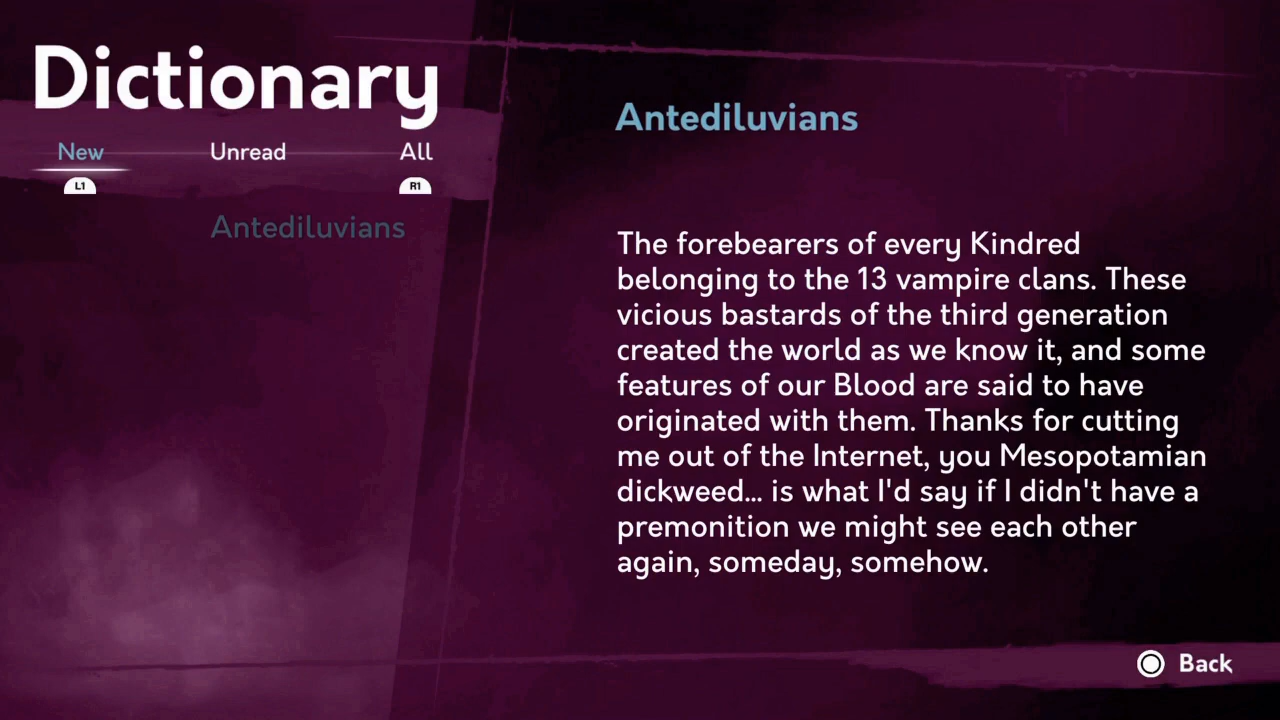 Dictionary
New
Unread
All
L1
R1
Antediluvians
Antediluvians
The forebearers of every Kindred
belonging to the 13 vampire clans. These
vicious bastards of the third generation
created the world as we know it, and some
features of our Blood are said to have
originated with them. Thanks for cutting
me out of the Internet, you Mesopotamian
dickweed... is what I'd say if I didn't have a
premonition we might see each other
again, someday, somehow.
Back